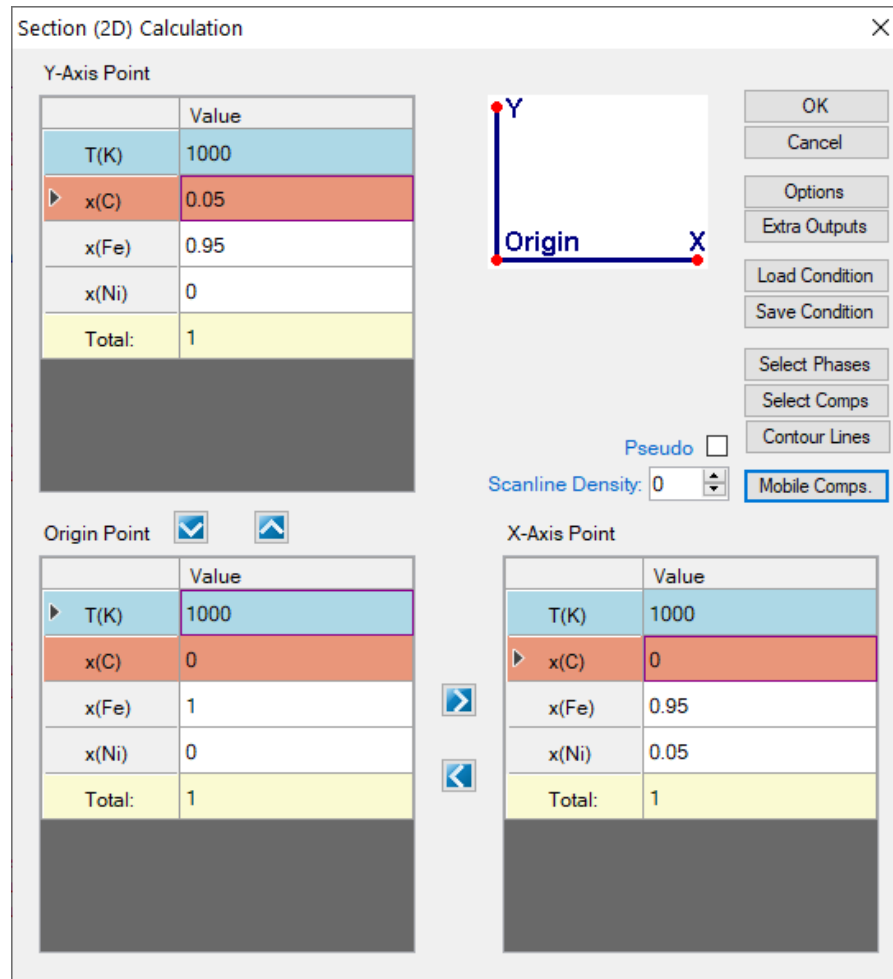 Section (2D) Calculation
Y-Axis Point
Value
T(K) 1000
x(C) 0.05
x(Fe) 0.95
x(Ni) 0
Total: 1
Y
Origin X
OK
Cancel
Options
Extra Outputs
Load Condition
Save Condition
Select Phases
Select Comps
Contour Lines
Pseudo
Scanline Density: 0
Mobile Comps.
Origin Point
Value
T(K) 1000
x(C) 0
x(Fe) 1
x(Ni) 0
Total: 1
X-Axis Point
Value
T(K) 1000
x(C) 0
x(Fe) 0.95
x(Ni) 0.05
Total: 1